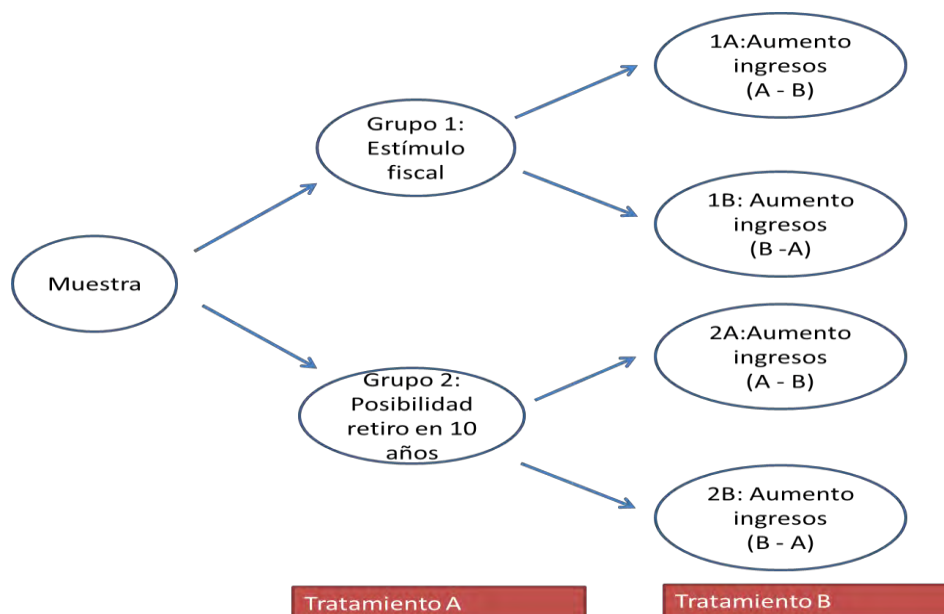 1A:Aumento
ingresos
(A - B)
Grupo 1:
Estímulo
fiscal
1B: Aumento
ingresos
(B -A)
Muestra
2A:Aumento
ingresos
(A - B)
Grupo 2:
Posibilidad
retiro en 10
años
2B: Aumento
ingresos
(B - A)
Tratamiento A
Tratamiento B